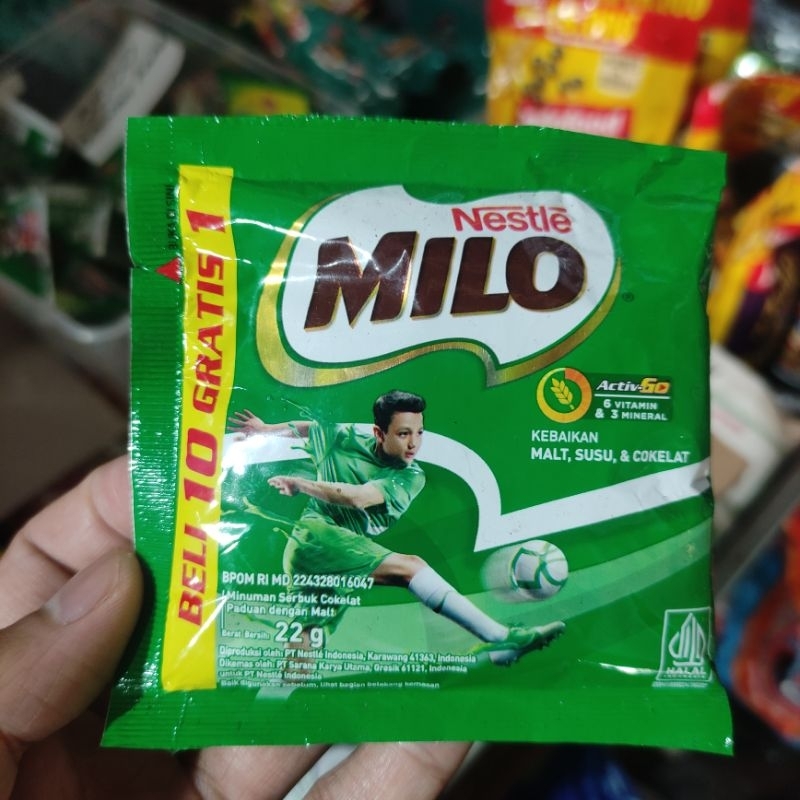 BELI 10 GRATIS 1
Nestlé
MILO
®
Activ-Go
6 VITAMIN
& 3 MINERAL
KEBAIKAN
MALT, SUSU, & COKELAT
BPOM RI MD 224328016047
Minuman Serbuk Cokelat
Paduan dengan Malt
Berat Bersih: 22 g
Diproduksi oleh: PT Nestlé Indonesia, Karawang 41363, Indonesia
Dikemas oleh: PT Sarana Karya Utama, Gresik 61121, Indonesia
untuk PT Nestlé Indonesia
Baik digunakan sebelum, lihat bagian belakang kemasan
HALAL
INDONESIA